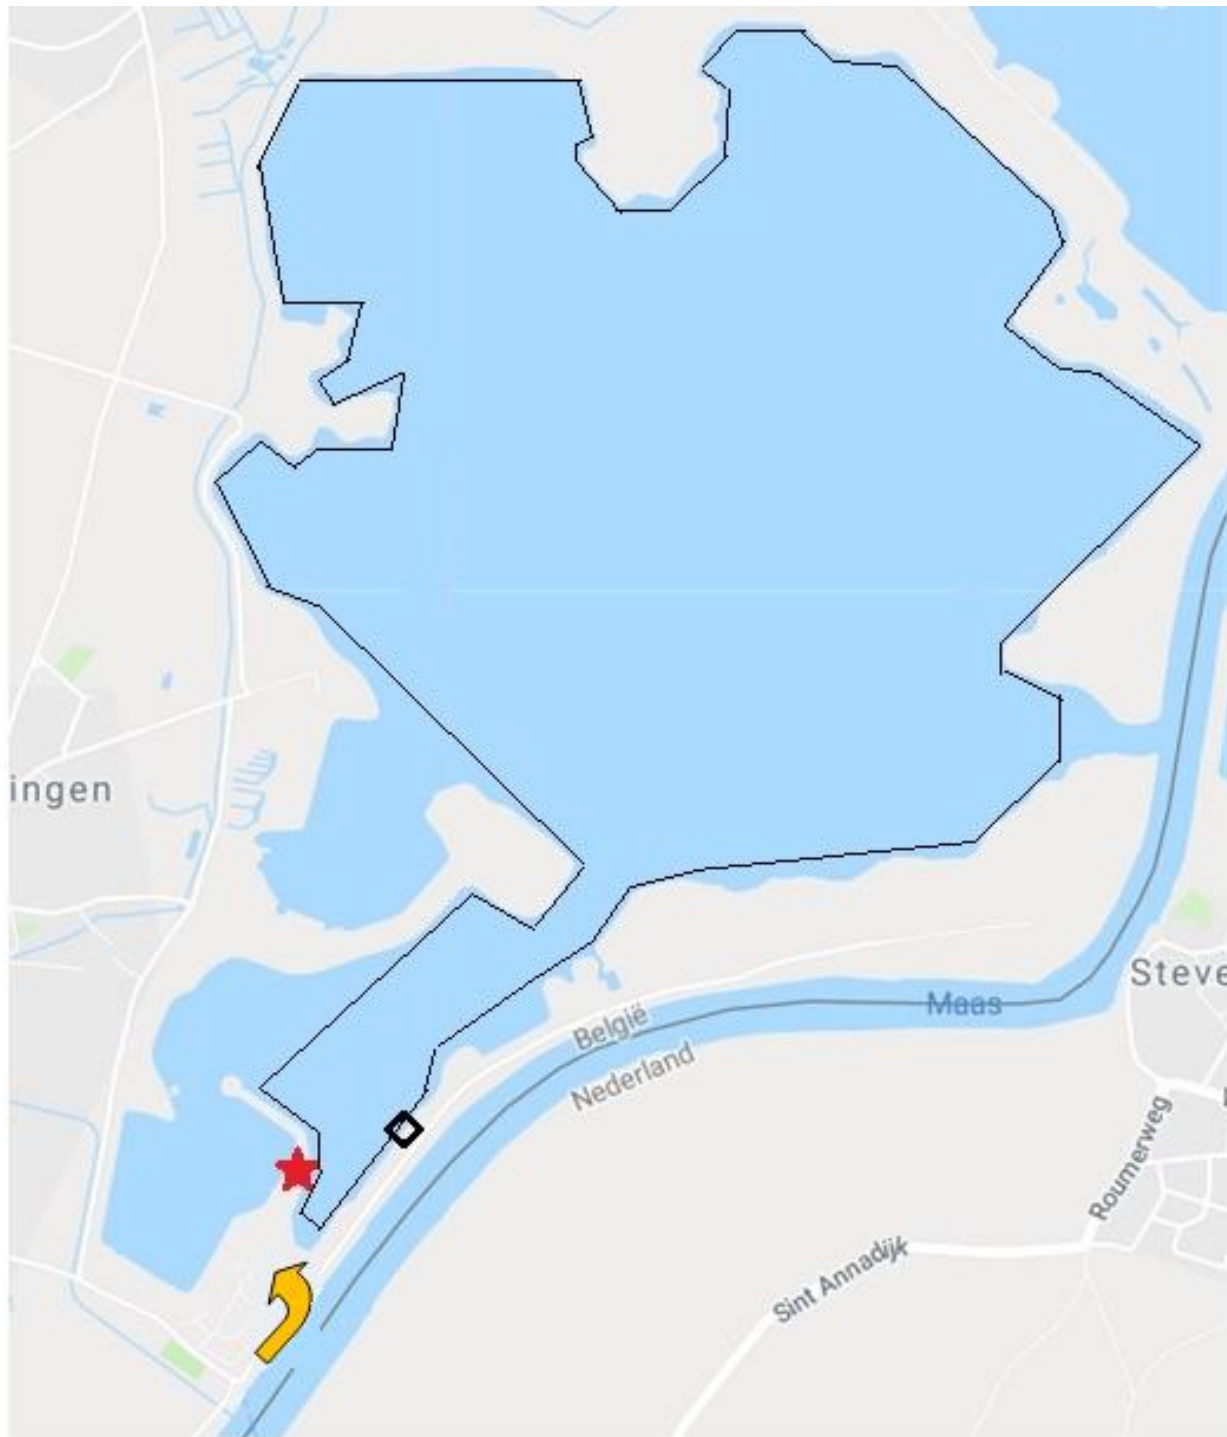 ingen
Steve
Maas
België
Nederland
Roumerweg
Sint Annadijk